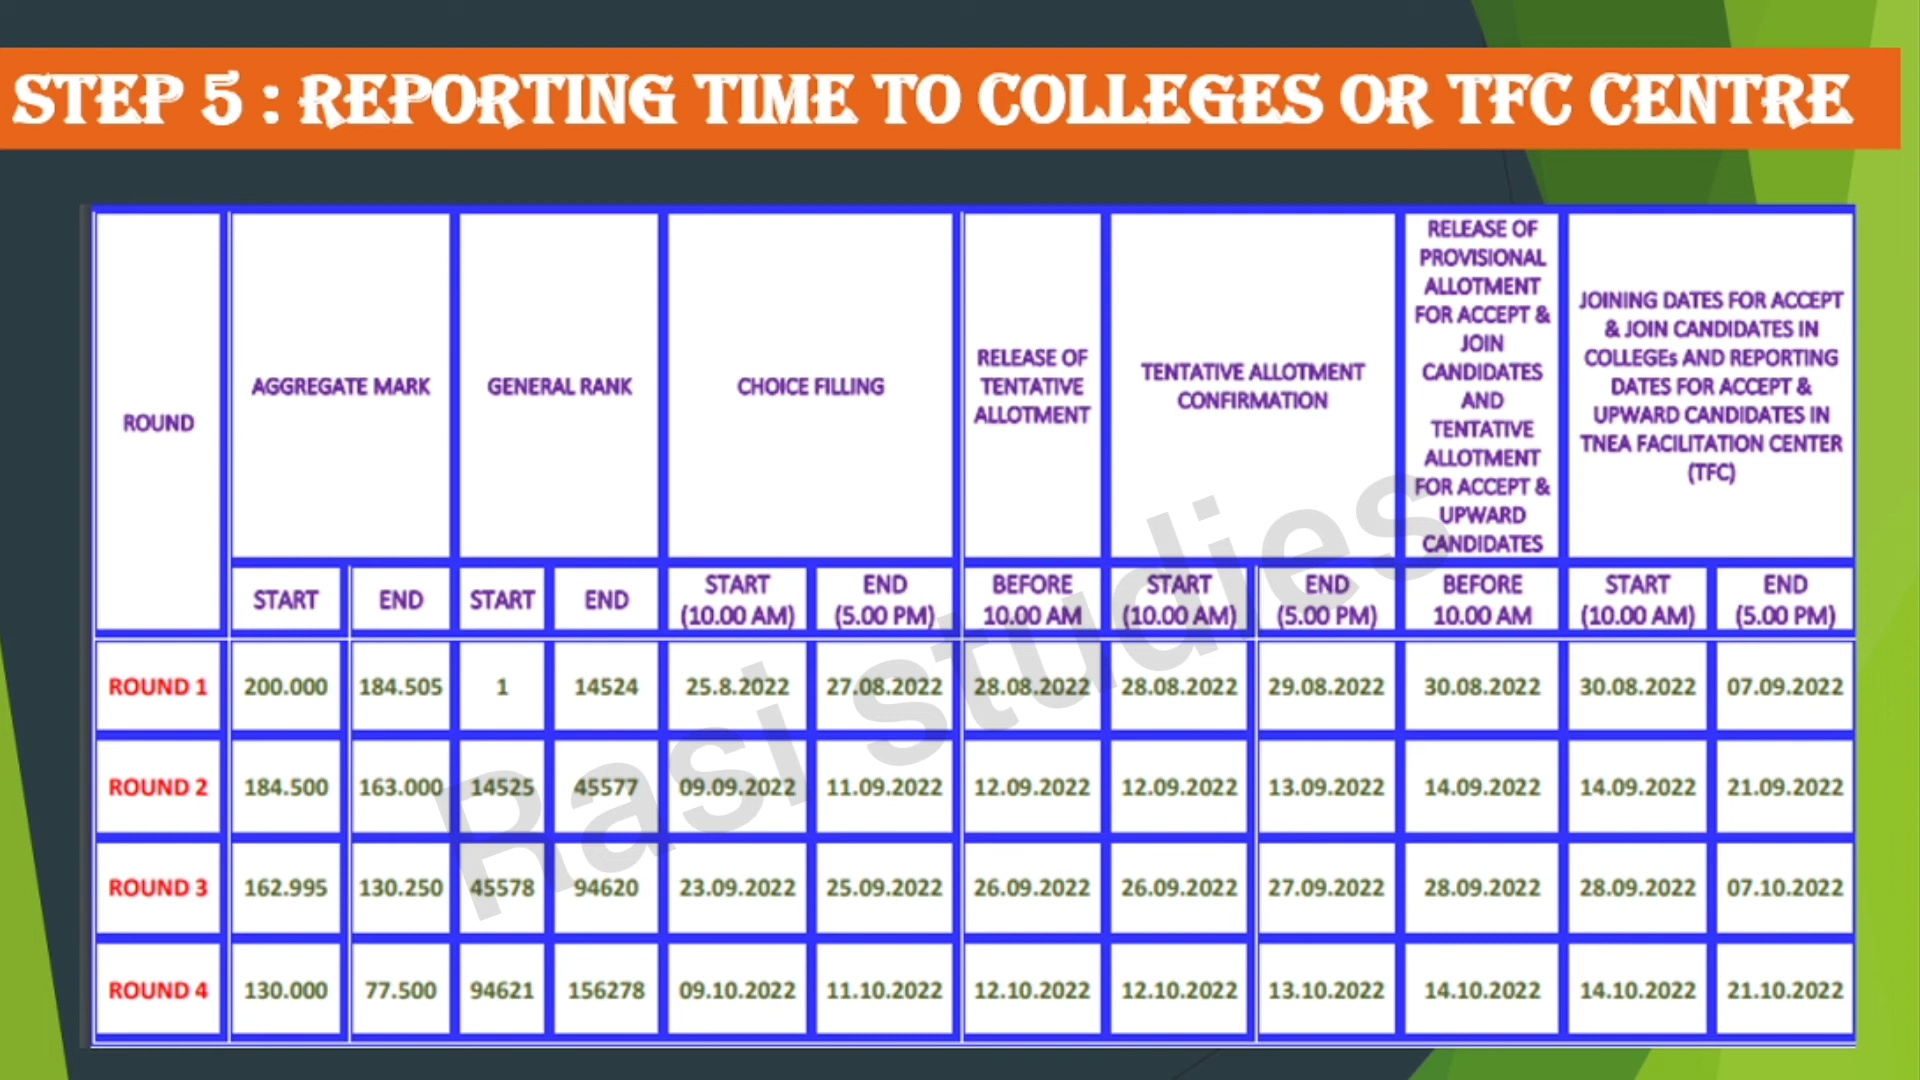 STEP 5 : REPORTING TIME TO COLLEGES OR TFC CENTRE
ROUND
AGGREGATE MARK
GENERAL RANK
CHOICE FILLING
RELEASE OF
TENTATIVE
ALLOTMENT
TENTATIVE ALLOTMENT
CONFIRMATION
RELEASE OF
PROVISIONAL
ALLOTMENT
FOR ACCEPT &
JOIN
CANDIDATES
AND
TENTATIVE
ALLOTMENT
FOR ACCEPT &
UPWARD
CANDIDATES
JOINING DATES FOR ACCEPT
& JOIN CANDIDATES IN
COLLEGEs AND REPORTING
DATES FOR ACCEPT &
UPWARD CANDIDATES IN
TNEA FACILITATION CENTER
(TFC)
START END START END START (10.00 AM) END (5.00 PM) BEFORE 10.00 AM START (10.00 AM) END (5.00 PM) BEFORE 10.00 AM START (10.00 AM) END (5.00 PM)
ROUND 1 200.000 184.505 1 14524 25.8.2022 27.08.2022 28.08.2022 28.08.2022 29.08.2022 30.08.2022 30.08.2022 07.09.2022
ROUND 2 184.500 163.000 14525 45577 09.09.2022 11.09.2022 12.09.2022 12.09.2022 13.09.2022 14.09.2022 14.09.2022 21.09.2022
ROUND 3 162.995 130.250 45578 94620 23.09.2022 25.09.2022 26.09.2022 26.09.2022 27.09.2022 28.09.2022 28.09.2022 07.10.2022
ROUND 4 130.000 77.500 94621 156278 09.10.2022 11.10.2022 12.10.2022 12.10.2022 13.10.2022 14.10.2022 14.10.2022 21.10.2022
Rasi studies